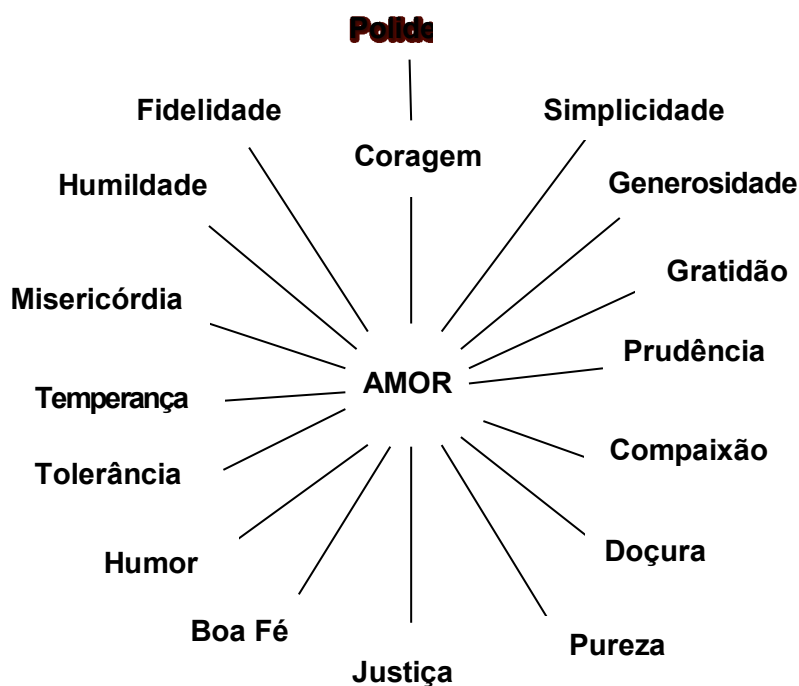 Polide
Fidelidade
Simplicidade
Coragem
Humildade
Generosidade
Gratidão
Misericórdia
Prudência
AMOR
Temperança
Compaixão
Tolerância
Doçura
Humor
Boa Fé
Pureza
Justiça